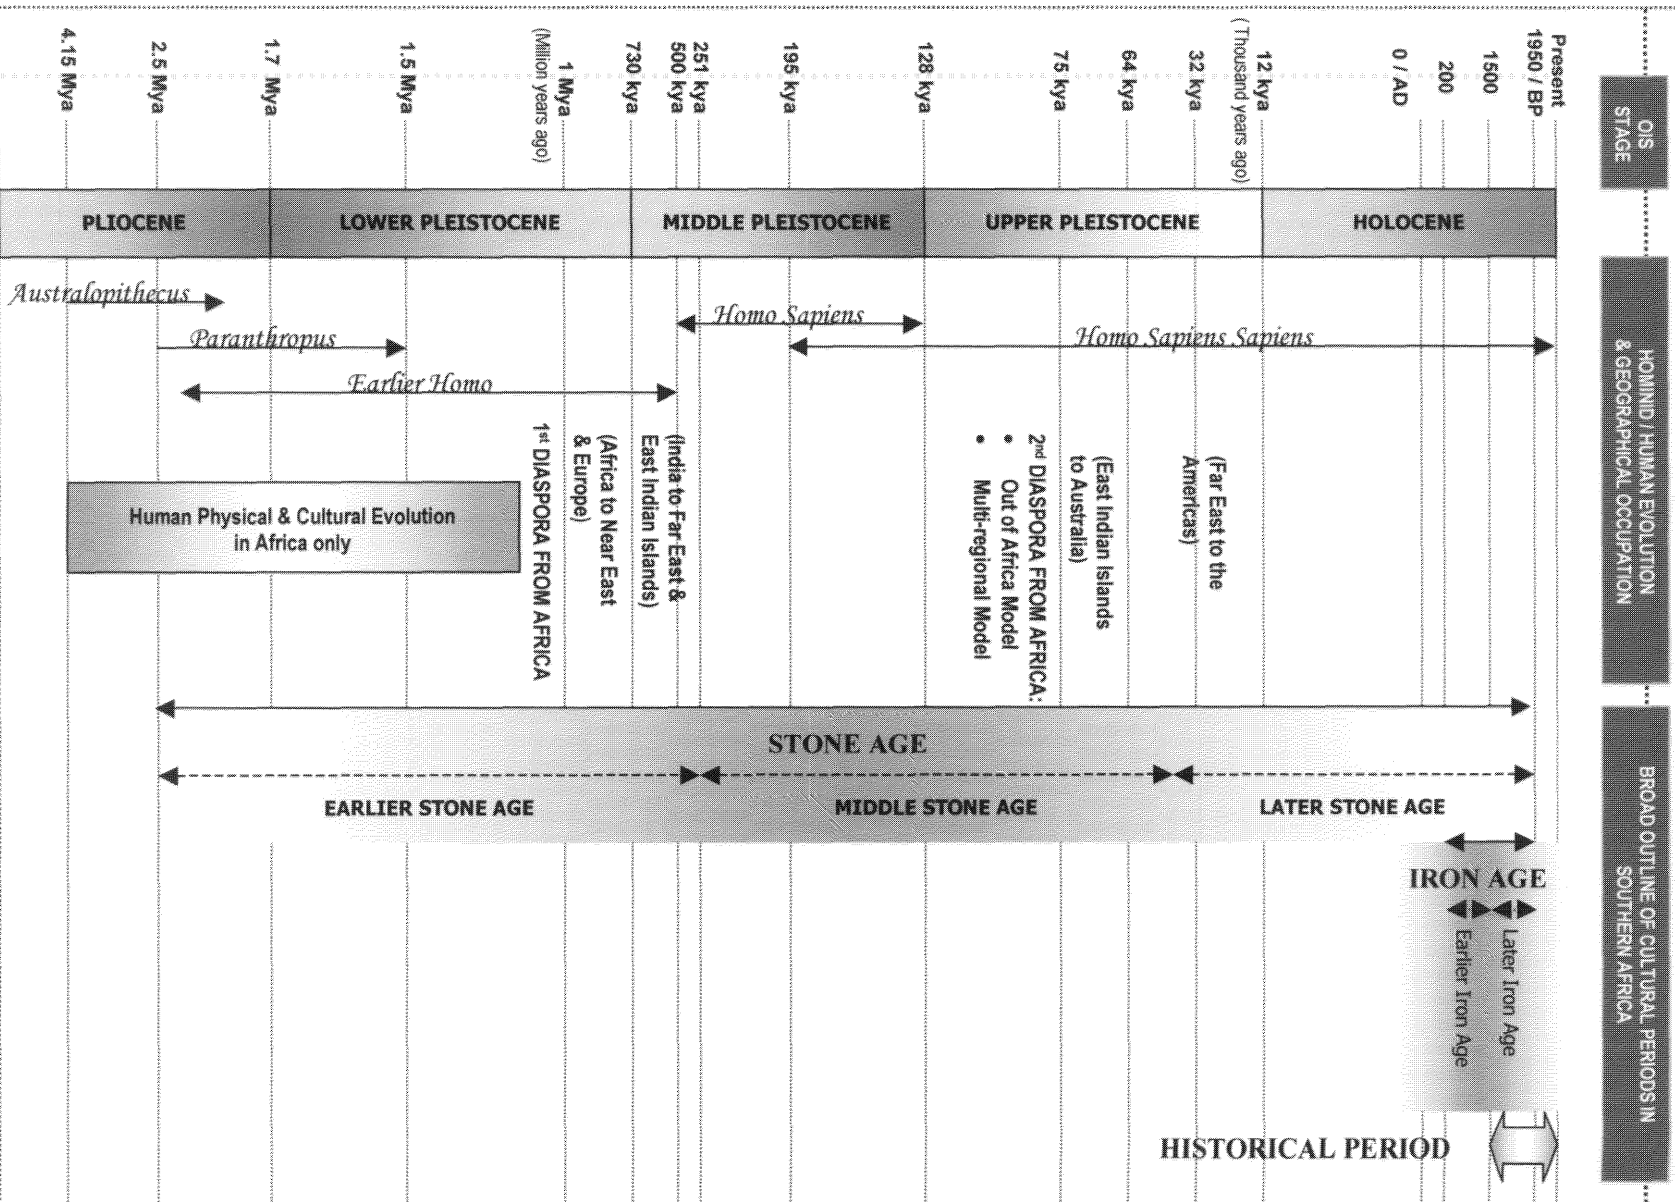 OIS
STAGE
HOMINID / HUMAN EVOLUTION
& GEOGRAPHICAL OCCUPATION
BROAD OUTLINE OF CULTURAL PERIODS IN
SOUTHERN AFRICA
4.15 Mya
2.5 Mya
1.7 Mya
1.5 Mya
(Million years ago)
1 Mya
730 kya
500 kya
251 kya
195 kya
128 kya
75 kya
64 kya
32 kya
(Thousand years ago)
12 kya
0 / AD
200
1500
1950 / BP
Present
PLIOCENE
LOWER PLEISTOCENE
MIDDLE PLEISTOCENE
UPPER PLEISTOCENE
HOLOCENE
Australopithecus
Paranthropus
Earlier Homo
Homo Sapiens
Homo Sapiens Sapiens
Human Physical & Cultural Evolution
in Africa only
1st DIASPORA FROM AFRICA
(Africa to Near East
& Europe)
(India to Far East &
East Indian Islands)
2nd DIASPORA FROM AFRICA:
• Out of Africa Model
• Multi-regional Model
(East Indian Islands
to Australia)
(Far East to the
Americas)
STONE AGE
EARLIER STONE AGE
MIDDLE STONE AGE
LATER STONE AGE
IRON AGE
Later Iron Age
Earlier Iron Age
HISTORICAL PERIOD